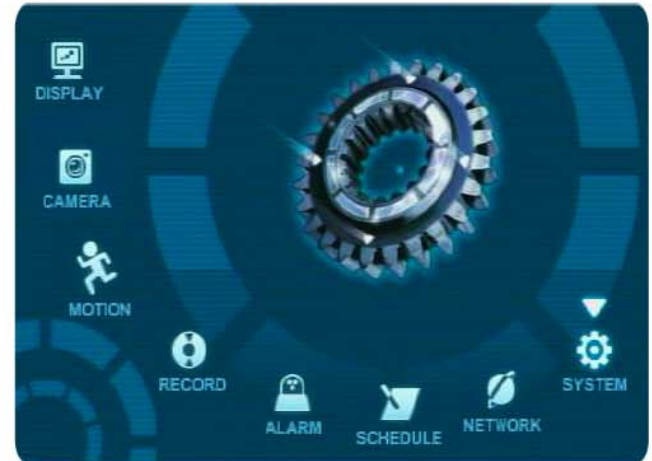 DISPLAY
CAMERA
MOTION
RECORD
ALARM
SCHEDULE
NETWORK
SYSTEM